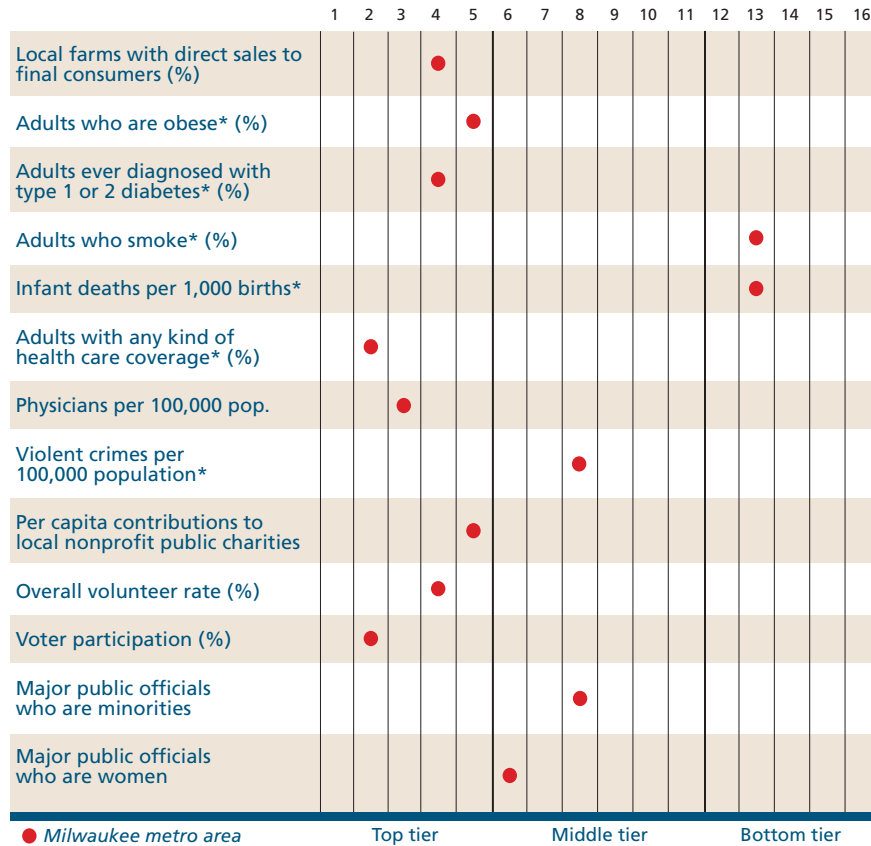 1 2 3 4 5 6 7 8 9 10 11 12 13 14 15 16
Local farms with direct sales to
final consumers (%)
Adults who are obese* (%)
Adults ever diagnosed with
type 1 or 2 diabetes* (%)
Adults who smoke* (%)
Infant deaths per 1,000 births*
Adults with any kind of
health care coverage* (%)
Physicians per 100,000 pop.
Violent crimes per
100,000 population*
Per capita contributions to
local nonprofit public charities
Overall volunteer rate (%)
Voter participation (%)
Major public officials
who are minorities
Major public officials
who are women
Milwaukee metro area Top tier Middle tier Bottom tier